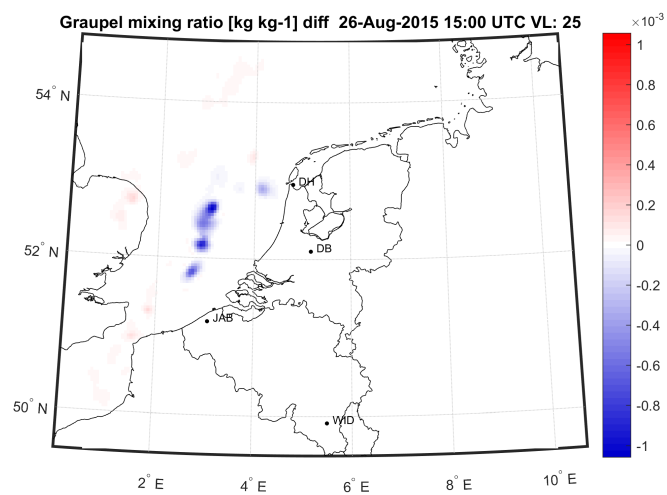 Graupel mixing ratio [kg kg-1] diff 26-Aug-2015 15:00 UTC VL: 25
×10⁻³
1
0.8
0.6
0.4
0.2
0
-0.2
-0.4
-0.6
-0.8
-1
54° N
52° N
50° N
DH
DB
JAB
WID
2° E
4° E
6° E
8° E
10° E